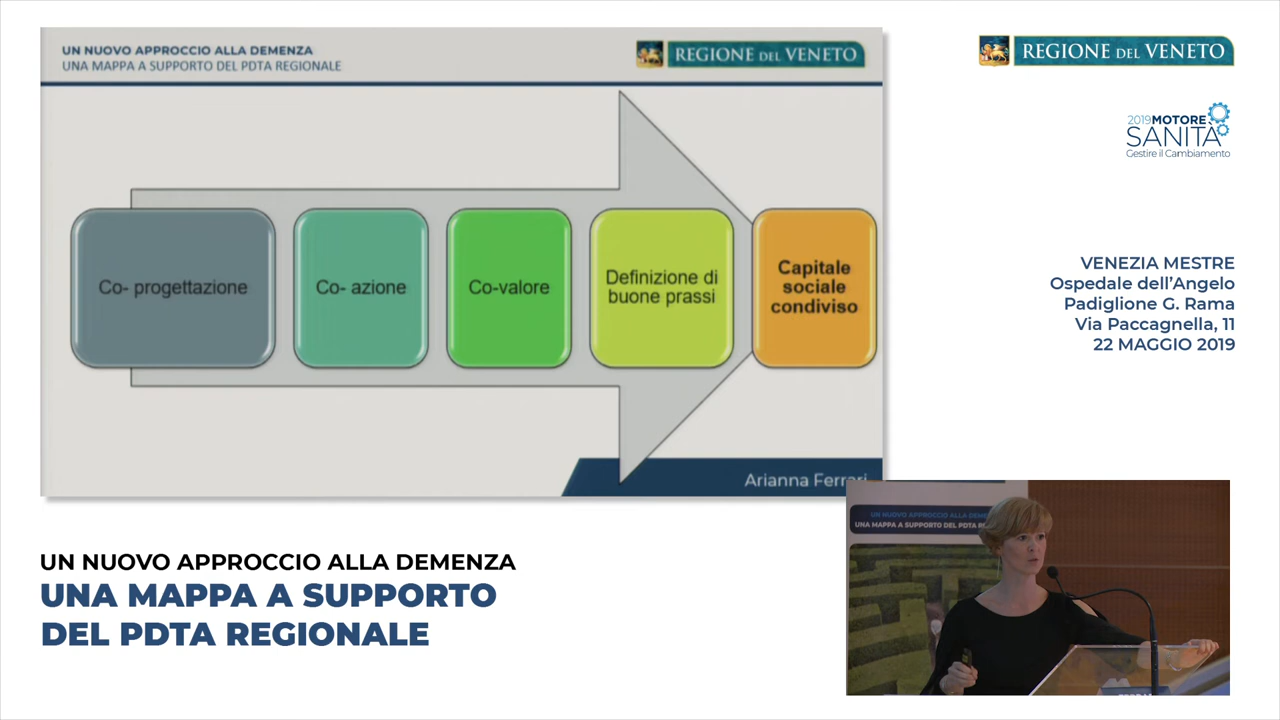 UN NUOVO APPROCCIO ALLA DEMENZA
UNA MAPPA A SUPPORTO DEL PDTA REGIONALE
REGIONE DEL VENETO
Co- progettazione
Co- azione
Co-valore
Definizione di
buone prassi
Capitale
sociale
condiviso
Arianna Ferrari
REGIONE DEL VENETO
2019 MOTORE
SANITÀ
Gestire il Cambiamento
VENEZIA MESTRE
Ospedale dell'Angelo
Padiglione G. Rama
Via Paccagnella, 11
22 MAGGIO 2019
UN NUOVO APPROCCIO ALLA DEMENZA
UNA MAPPA A SUPPORTO
DEL PDTA REGIONALE
UN NUOVO APPROCCIO ALLA
UNA MAPPA A SUPPORTO DEL PDTA